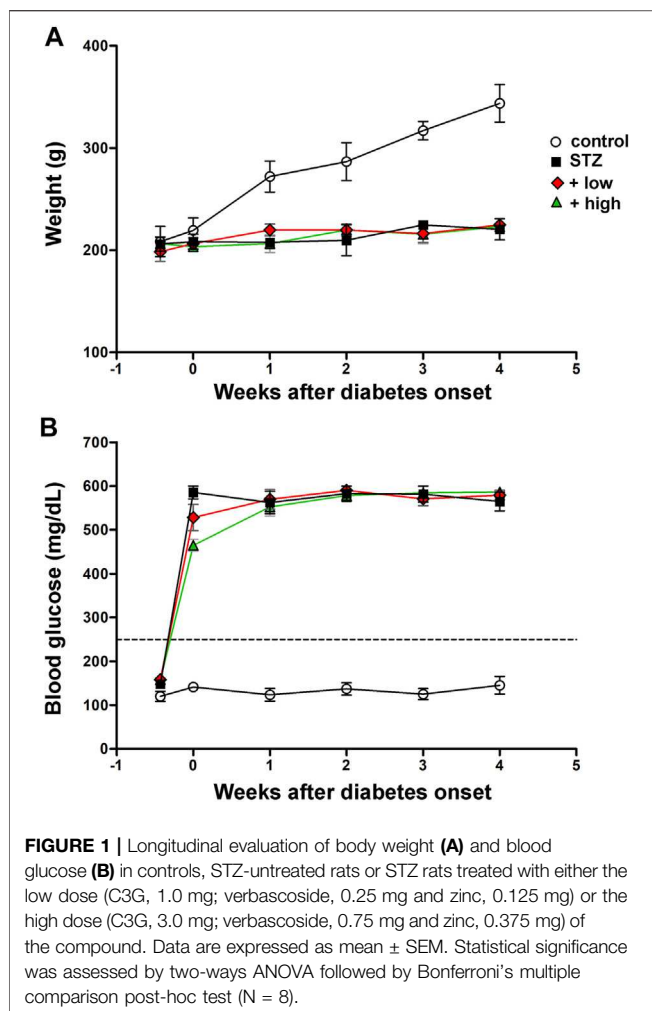 A
400
300
200
100
Weight (g)
-1 0 1 2 3 4 5
Weeks after diabetes onset
control
STZ
+ low
+ high
B
700
600
500
400
300
200
100
0
Blood glucose (mg/dL)
-1 0 1 2 3 4 5
Weeks after diabetes onset
FIGURE 1 | Longitudinal evaluation of body weight (A) and blood
glucose (B) in controls, STZ-untreated rats or STZ rats treated with either the
low dose (C3G, 1.0 mg; verbascoside, 0.25 mg and zinc, 0.125 mg) or the
high dose (C3G, 3.0 mg; verbascoside, 0.75 mg and zinc, 0.375 mg) of
the compound. Data are expressed as mean ± SEM. Statistical significance
was assessed by two-ways ANOVA followed by Bonferroni's multiple
comparison post-hoc test (N = 8).